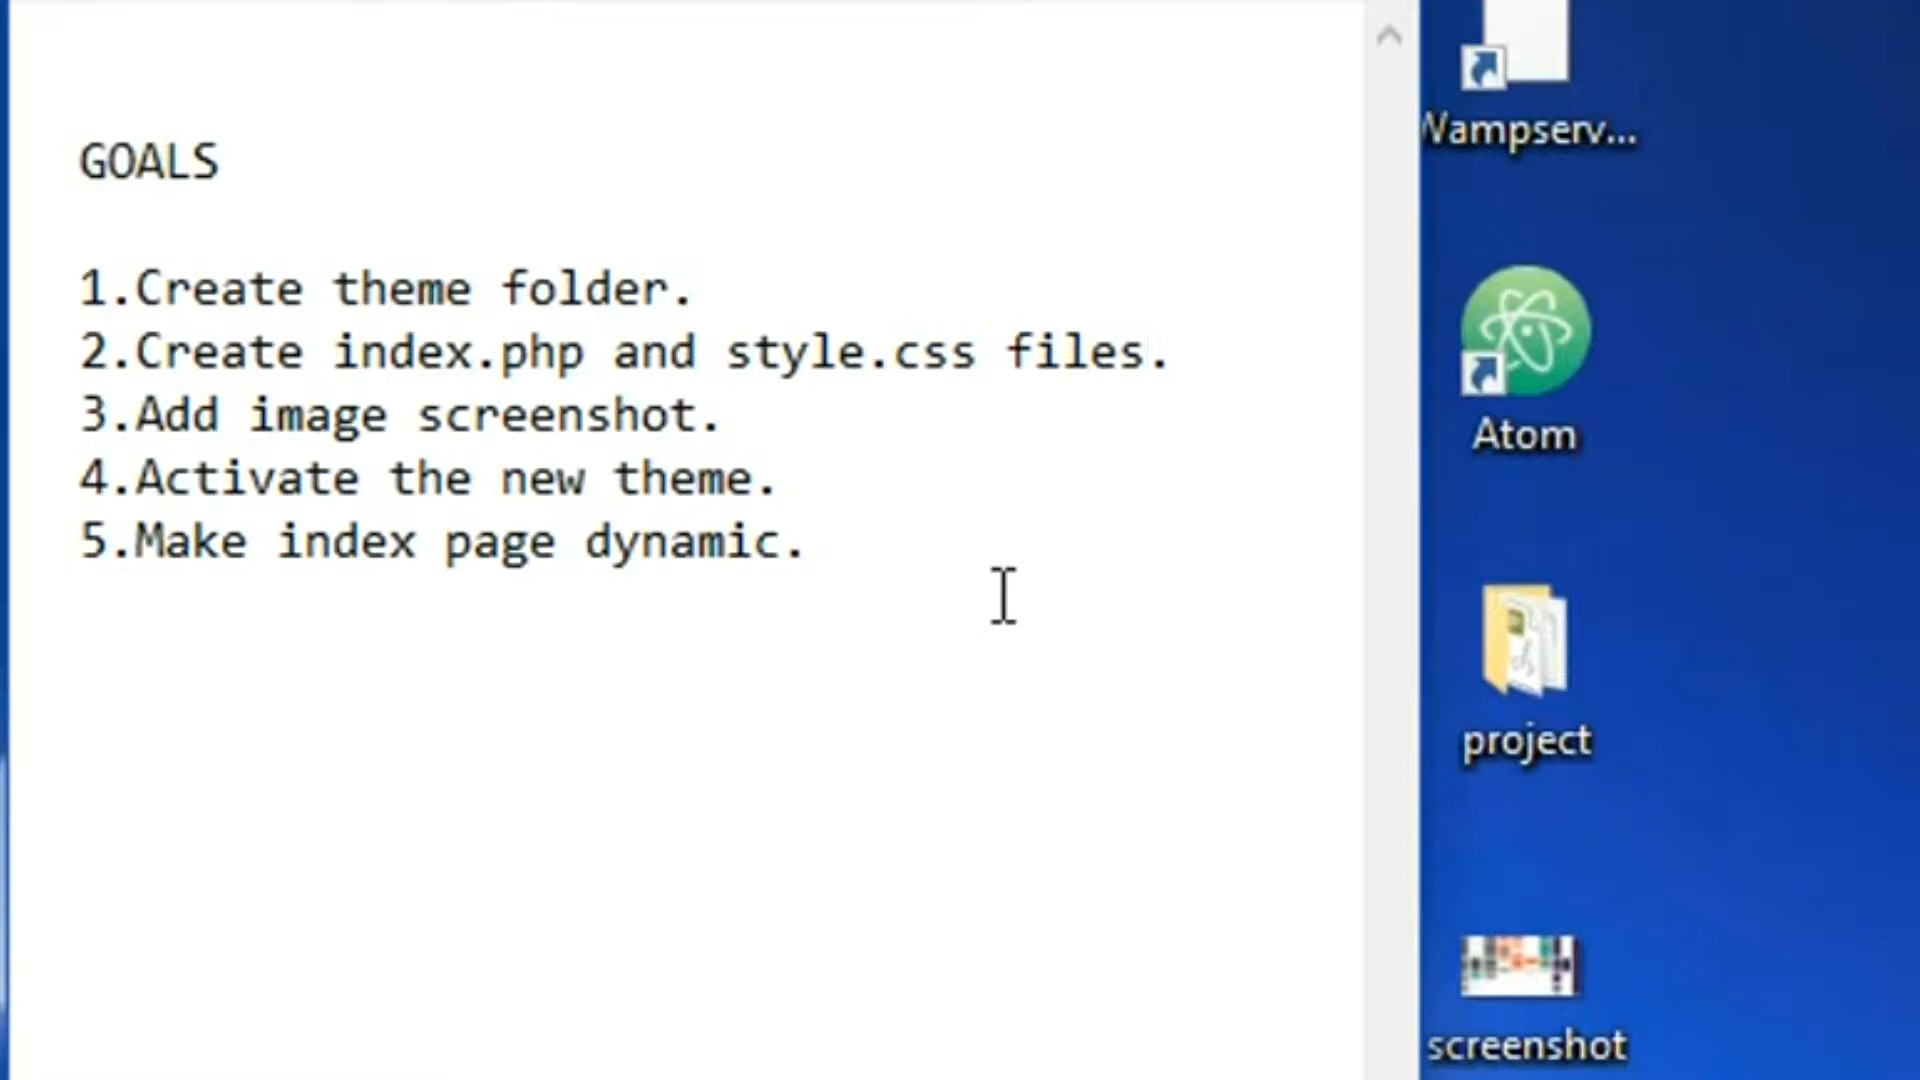 GOALS
1.Create theme folder.
2.Create index.php and style.css files.
3.Add image screenshot.
4.Activate the new theme.
5.Make index page dynamic.
Wampserv...
Atom
project
screenshot